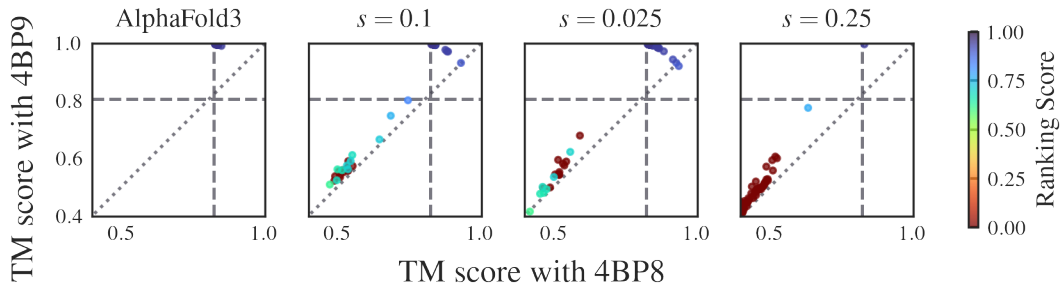 AlphaFold3
s = 0.1
s = 0.025
s = 0.25
TM score with 4BP9
1.0
0.8
0.6
0.4
0.5 1.0
0.5 1.0
0.5 1.0
0.5 1.0
TM score with 4BP8
1.00
0.75
0.50
0.25
0.00
Ranking Score